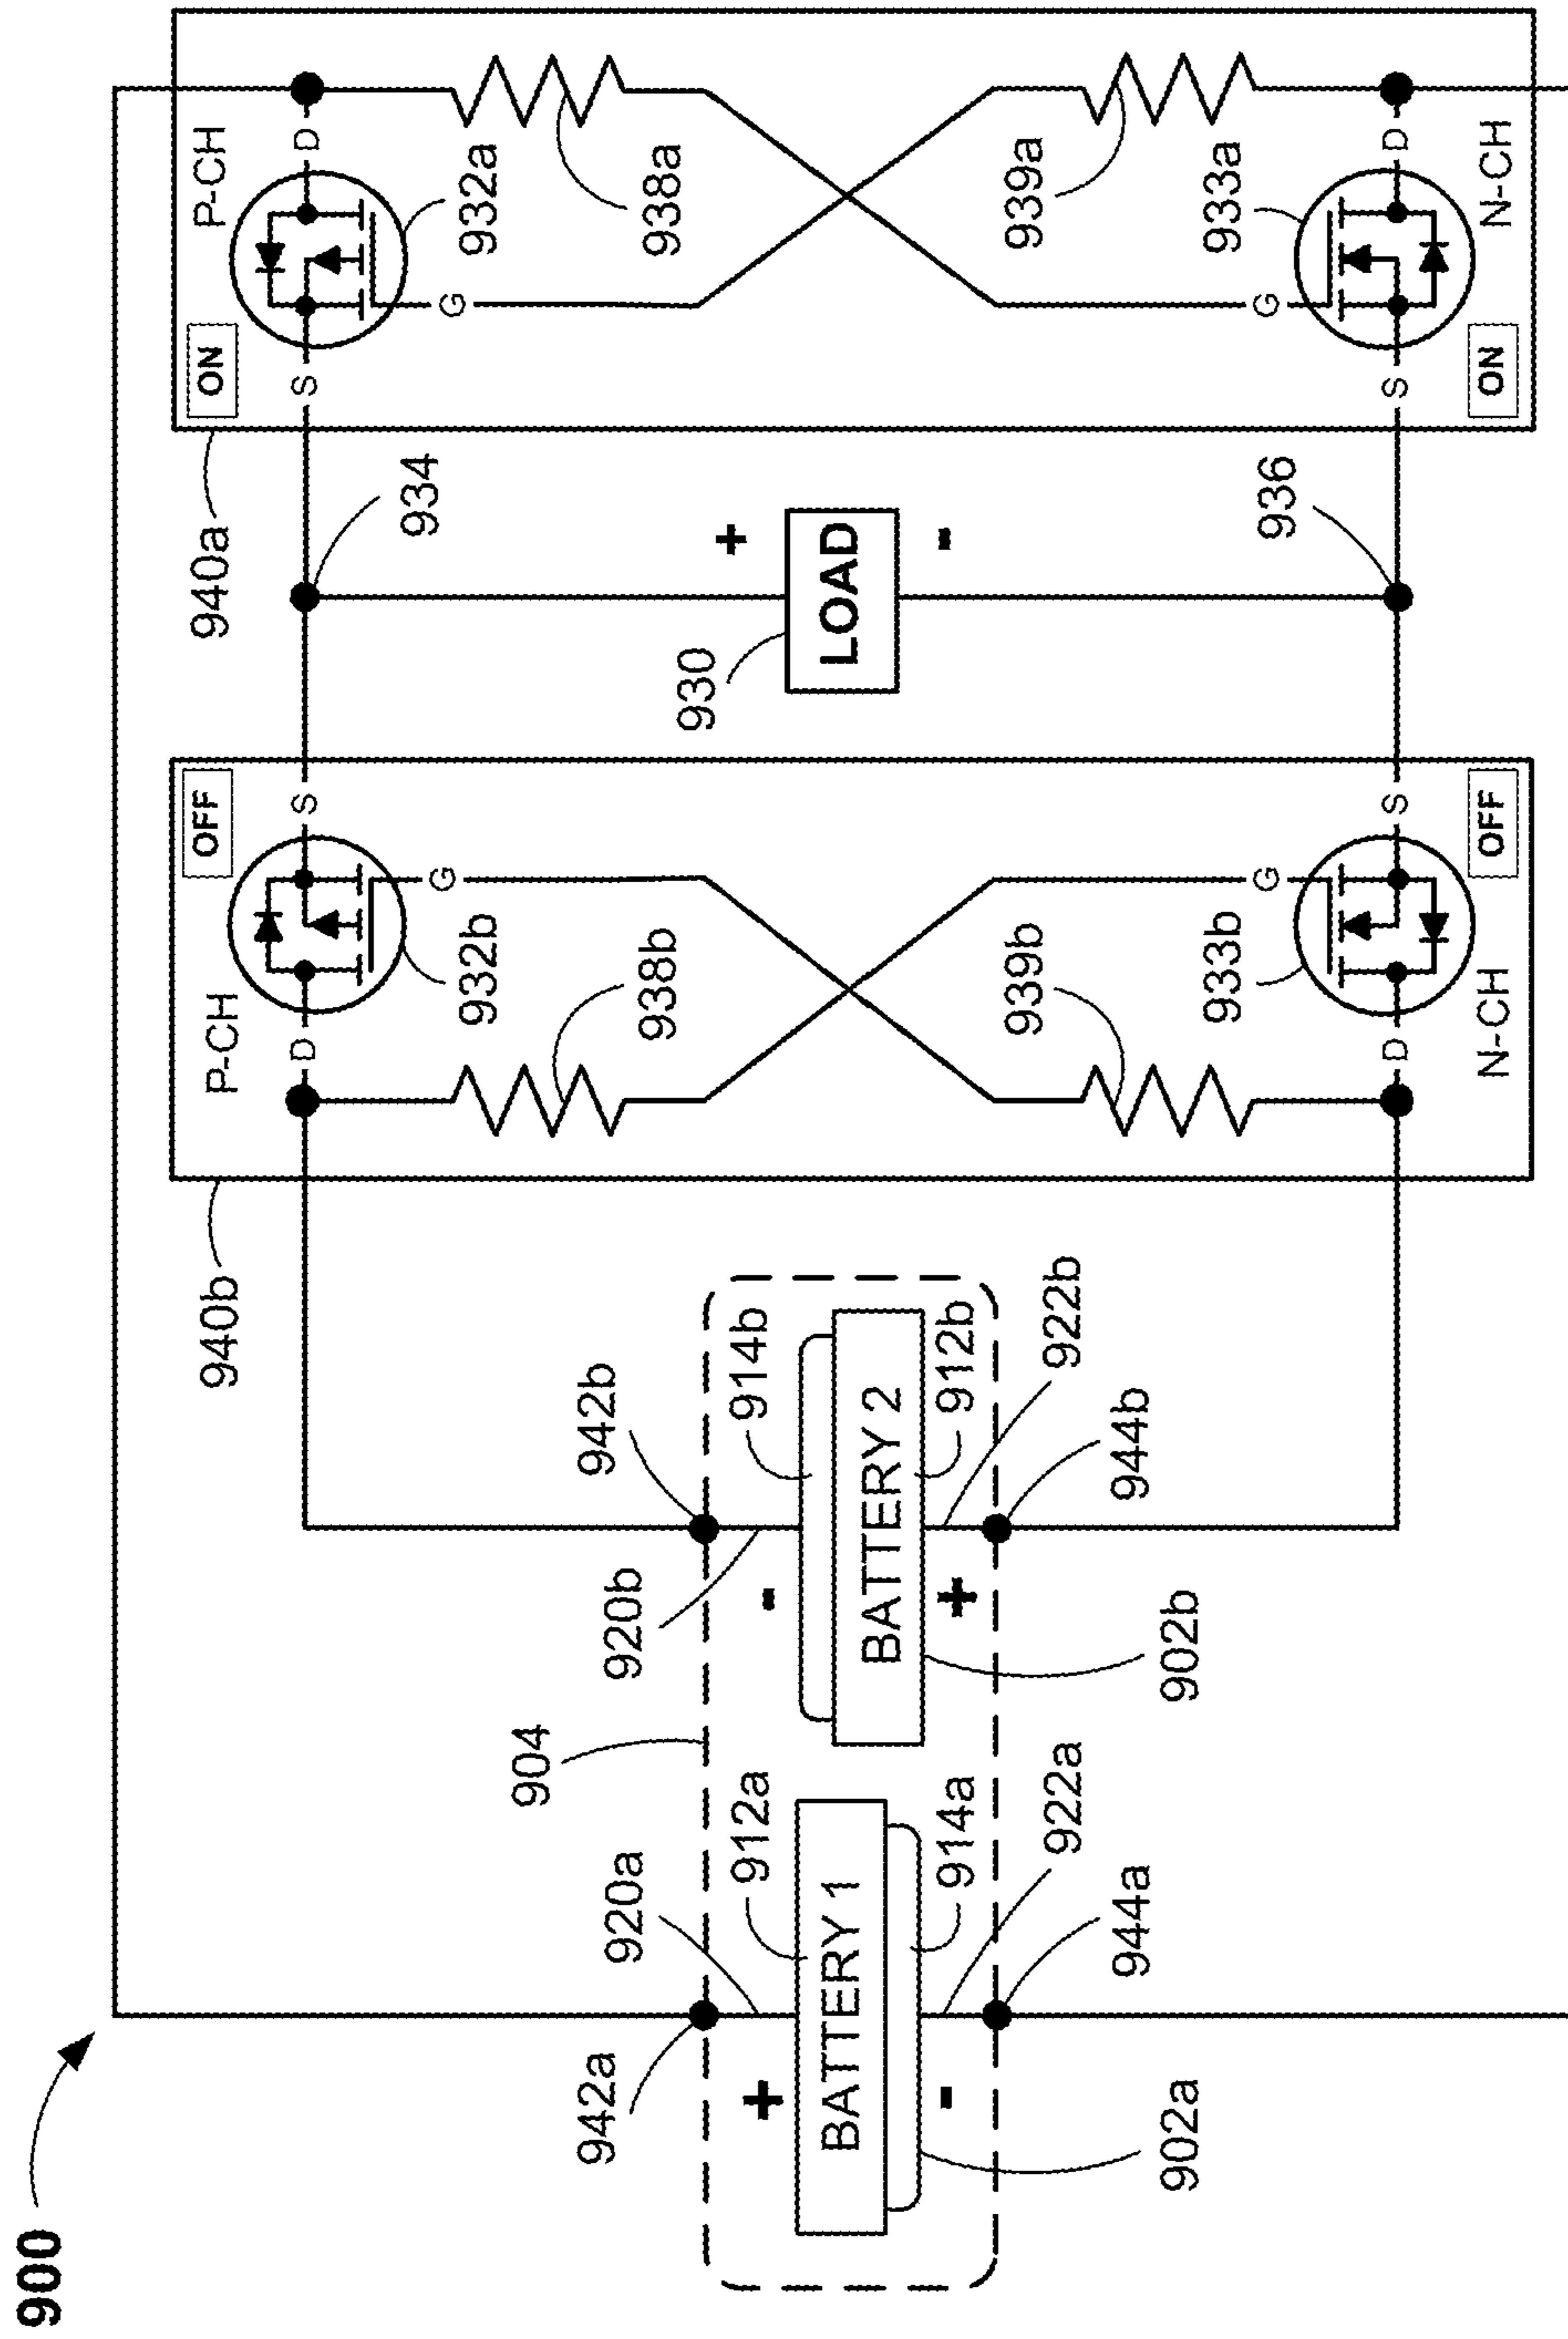 900
942a
+
BATTERY 1
-
902a
920a
912a
914a
922a
944a
904
920b
-
BATTERY 2
+
902b
942b
914b
912b
922b
944b
940b
P-CH
OFF
D
S
G
932b
938b
939b
933b
G
D
S
N-CH
OFF
934
930
+
LOAD
-
936
940a
ON
P-CH
S
D
G
932a
938a
939a
933a
G
S
D
ON
N-CH